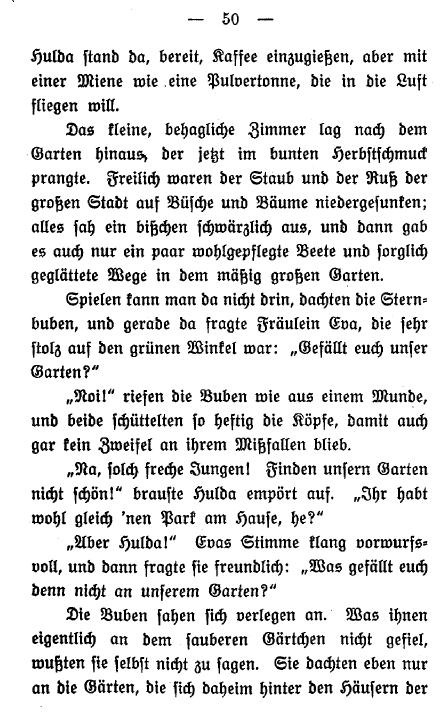 — 50 —
Hulda stand da, bereit, Kaffee einzugießen, aber mit
einer Miene wie eine Pulvertonne, die in die Luft
fliegen will.
Das kleine, behagliche Zimmer lag nach dem
Garten hinaus, der jetzt im bunten Herbstschmuck
prangte. Freilich waren der Staub und der Ruß der
großen Stadt auf Büsche und Bäume niedergesunken;
alles sah ein bißchen schwärzlich aus, und dann gab
es auch nur ein paar wohlgepflegte Beete und sorglich
geglättete Wege in dem mäßig großen Garten.
Spielen kann man da nicht drin, dachten die Stern-
buben, und gerade da fragte Fräulein Eva, die sehr
stolz auf den grünen Winkel war: „Gefällt euch unser
Garten?“
„Noi!“ riefen die Buben wie aus einem Munde,
und beide schüttelten so heftig die Köpfe, damit auch
gar kein Zweifel an ihrem Mißfallen blieb.
„Na, solch freche Jungen! Finden unsern Garten
nicht schön!“ brauste Hulda empört auf. „Ihr habt
wohl gleich 'nen Park am Hause, he?“
„Aber Hulda!“ Evas Stimme klang vorwurfs-
voll, und dann fragte sie freundlich: „Was gefällt euch
denn nicht an unserem Garten?“
Die Buben sahen sich verlegen an. Was ihnen
eigentlich an dem sauberen Gärtchen nicht gefiel,
wußten sie selbst nicht zu sagen. Sie dachten eben nur
an die Gärten, die sich daheim hinter den Häusern der